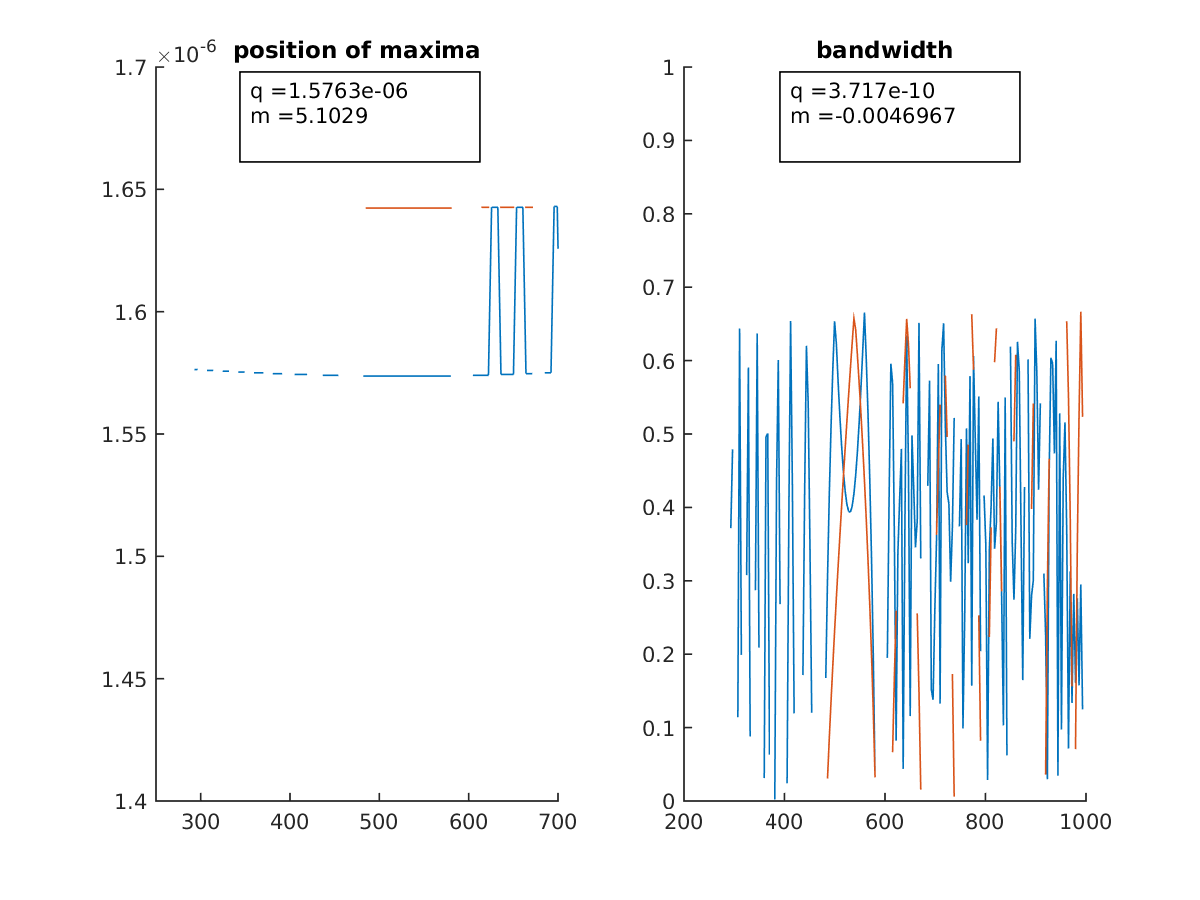 ×10-6
position of maxima
q =1.5763e-06
m =5.1029
1.7
1.65
1.6
1.55
1.5
1.45
1.4
300 400 500 600 700
bandwidth
q =3.717e-10
m =-0.0046967
1
0.9
0.8
0.7
0.6
0.5
0.4
0.3
0.2
0.1
0
200 400 600 800 1000